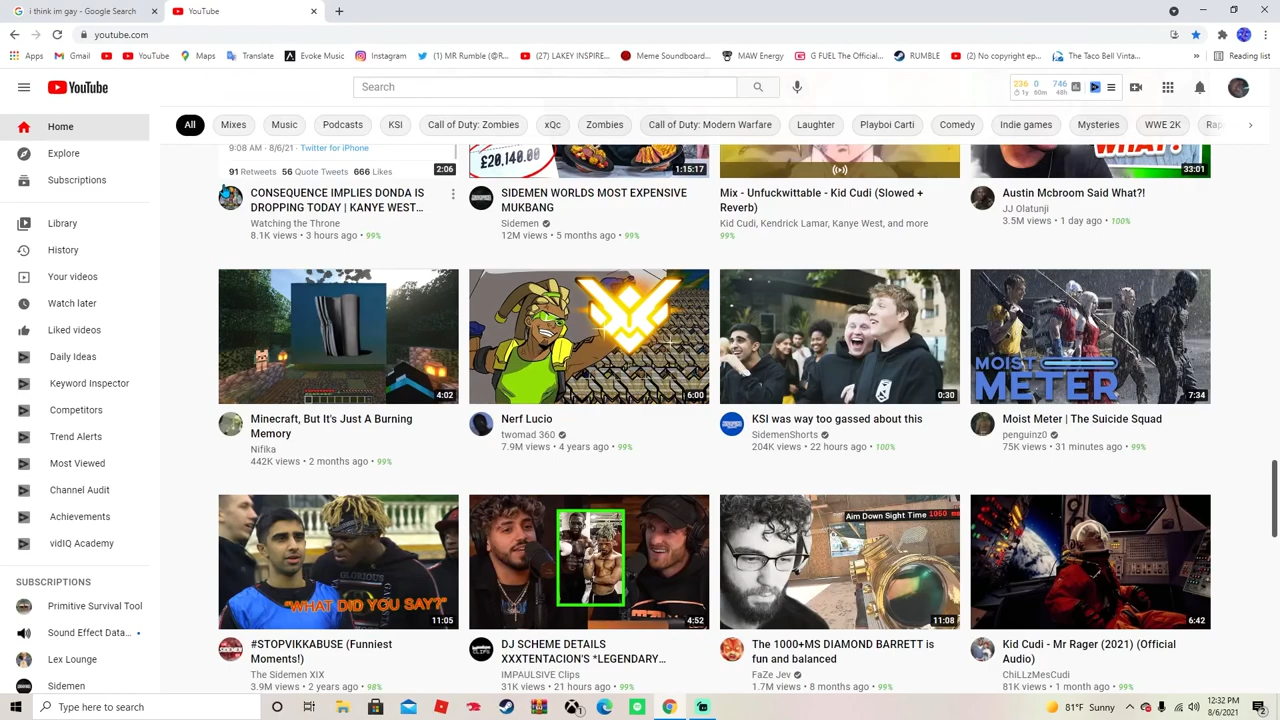 i think im gay - Google Search
YouTube
youtube.com
Apps
Gmail
YouTube
Maps
Translate
Evoke Music
Instagram
(1) MR Rumble (@R...
(27) LAKEY INSPIRE...
Meme Soundboard...
MAW Energy
G FUEL The Official...
RUMBLE
(2) No copyright ep...
The Taco Bell Vinta...
»
Reading list
YouTube
Search
236 0 746
1y 60m 48h
Home
Explore
Subscriptions
Library
History
Your videos
Watch later
Liked videos
Daily Ideas
Keyword Inspector
Competitors
Trend Alerts
Most Viewed
Channel Audit
Achievements
vidIQ Academy
SUBSCRIPTIONS
Primitive Survival Tool
Sound Effect Data... •
Lex Lounge
Sidemen
All
Mixes
Music
Podcasts
KSI
Call of Duty: Zombies
xQc
Zombies
Call of Duty: Modern Warfare
Laughter
Playboi Carti
Comedy
Indie games
Mysteries
WWE 2K
Rap
9:08 AM · 8/6/21 · Twitter for iPhone
91 Retweets 56 Quote Tweets 666 Likes
2:06
CONSEQUENCE IMPLIES DONDA IS
DROPPING TODAY | KANYE WEST...
Watching the Throne
8.1K views • 3 hours ago • 99%
£20,140.00
1:15:17
SIDEMEN WORLDS MOST EXPENSIVE
MUKBANG
Sidemen
12M views • 5 months ago • 99%
Mix - Unfuckwittable - Kid Cudi (Slowed +
Reverb)
Kid Cudi, Kendrick Lamar, Kanye West, and more
99%
WHAT?
33:01
Austin Mcbroom Said What?!
JJ Olatunji
3.5M views • 1 day ago • 100%
4:02
Minecraft, But It's Just A Burning
Memory
Nifika
442K views • 2 months ago • 99%
6:00
Nerf Lucio
twomad 360
7.9M views • 4 years ago • 99%
0:30
KSI was way too gassed about this
SidemenShorts
204K views • 22 hours ago • 100%
MOIST
METER
7:34
Moist Meter | The Suicide Squad
penguinz0
75K views • 31 minutes ago • 99%
GLORIOUS
"WHAT DID YOU SAY?"
11:05
SIDEMEN
#STOPVIKKABUSE (Funniest
Moments!)
The Sidemen XIX
3.9M views • 2 years ago • 98%
4:52
CLIPS
DJ SCHEME DETAILS
XXXTENTACION'S *LEGENDARY...
IMPAULSIVE Clips
31K views • 21 hours ago • 99%
Aim Down Sight Time 1050 ms
11:08
The 1000+MS DIAMOND BARRETT is
fun and balanced
FaZe Jev
1.7M views • 8 months ago • 99%
6:42
Kid Cudi - Mr Rager (2021) (Official
Audio)
ChiLLzMesCudi
81K views • 1 month ago • 99%
Type here to search
81°F Sunny
12:32 PM
8/6/2021
2